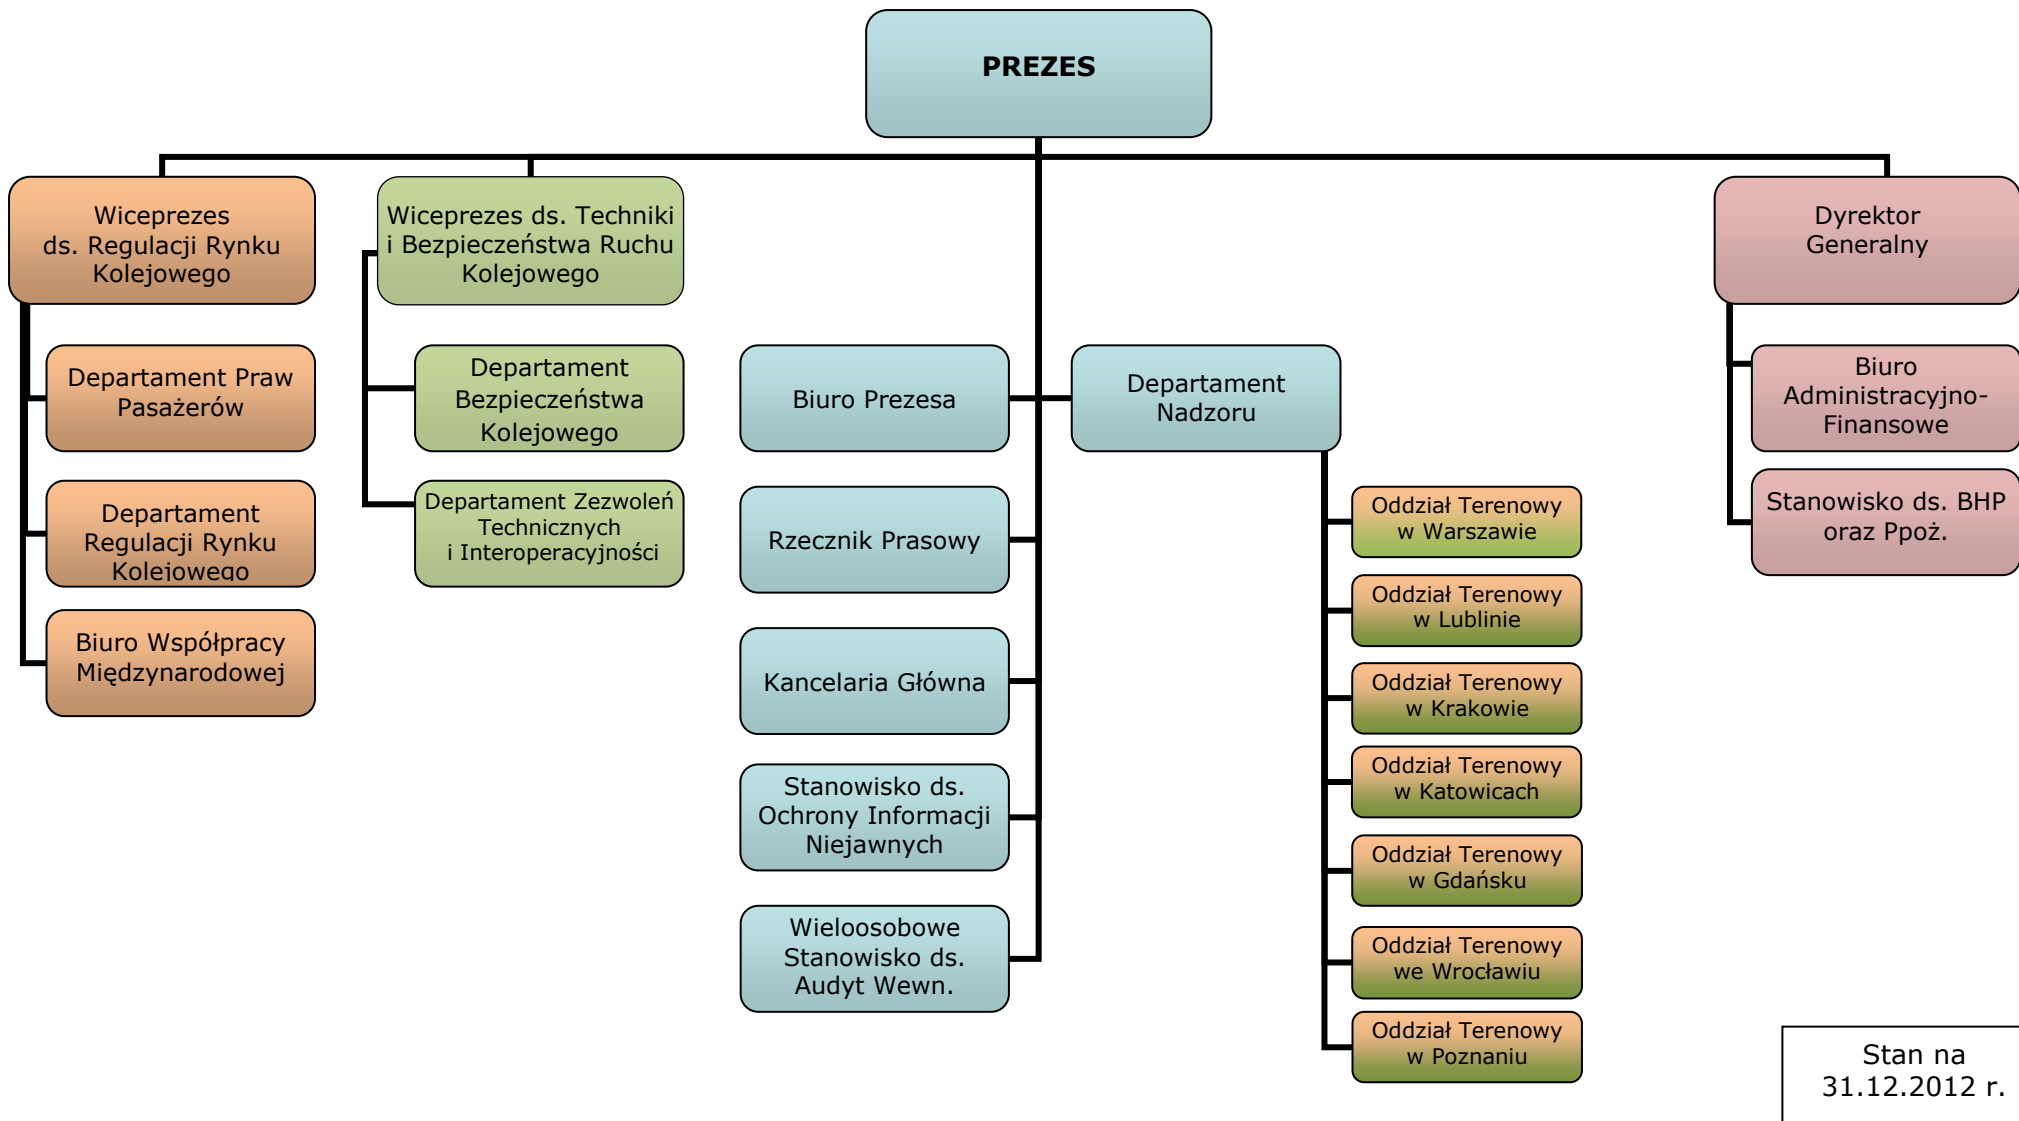 PREZES
Wiceprezes
ds. Regulacji Rynku
Kolejowego
Wiceprezes ds. Techniki
i Bezpieczeństwa Ruchu
Kolejowego
Dyrektor
Generalny
Departament Praw
Pasażerów
Departament
Regulacji Rynku
Kolejowego
Biuro Współpracy
Międzynarodowej
Departament
Bezpieczeństwa
Kolejowego
Departament Zezwoleń
Technicznych
i Interoperacyjności
Biuro Prezesa
Rzecznik Prasowy
Kancelaria Główna
Stanowisko ds.
Ochrony Informacji
Niejawnych
Wieloosobowe
Stanowisko ds.
Audyt Wewn.
Departament
Nadzoru
Oddział Terenowy
w Warszawie
Oddział Terenowy
w Lublinie
Oddział Terenowy
w Krakowie
Oddział Terenowy
w Katowicach
Oddział Terenowy
w Gdańsku
Oddział Terenowy
we Wrocławiu
Oddział Terenowy
w Poznaniu
Biuro
Administracyjno-
Finansowe
Stanowisko ds. BHP
oraz Ppoż.
Stan na
31.12.2012 r.